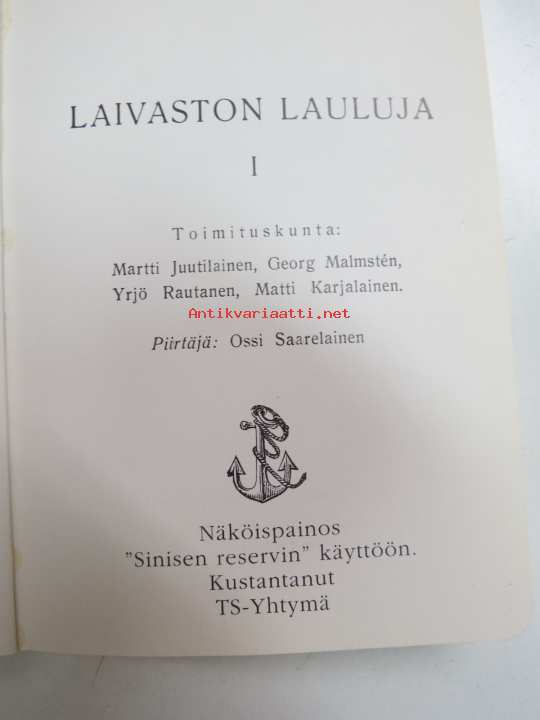 LAIVASTON LAULUJA
I
Toimituskunta:
Martti Juutilainen, Georg Malmstén,
Yrjö Rautanen, Matti Karjalainen.
Antikvariaatti.net
Piirtäjä: Ossi Saarelainen
Näköispainos
"Sinisen reservin" käyttöön.
Kustantanut
TS-Yhtymä